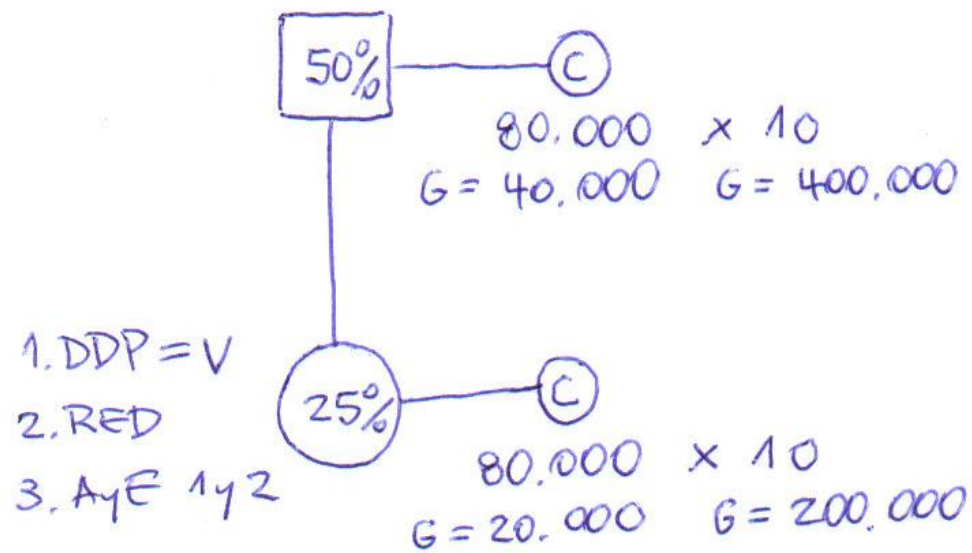 50% C
80.000 x 10
G = 40.000 G = 400.000
1. DDP = V
25% C
2. RED
80.000 x 10
3. AyE 1y2
G = 20.000 G = 200.000